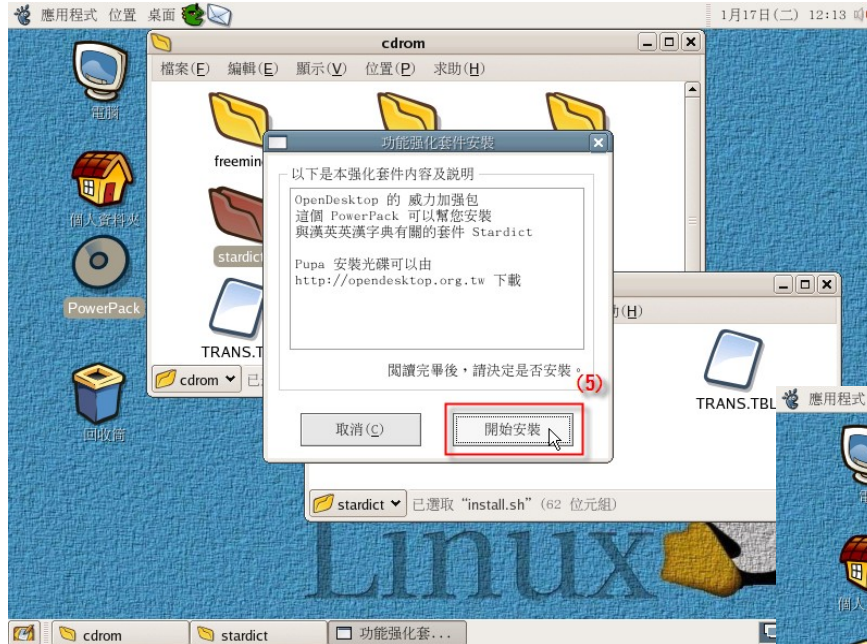 應用程式 位置 桌面
1月17日(二) 12:13
電腦
個人資料夾
PowerPack
回收筒
cdrom
檔案(F) 編輯(E) 顯示(V) 位置(P) 求助(H)
freemin
stardict
TRANS.T
cdrom
功能强化套件安裝
以下是本强化套件内容及説明
OpenDesktop 的 威力加强包
這個 PowerPack 可以幫您安裝
與漢英英漢字典有關的套件 Stardict
Pupa 安裝光碟可以由
http://opendesktop.org.tw 下載
閲讀完畢後，請決定是否安裝。
(5)
取消(C)
開始安裝
(H)
TRANS.TBL
stardict 已選取 “install.sh” (62 位元組)
應用程式
個人
Linux
cdrom
stardict
功能强化套...